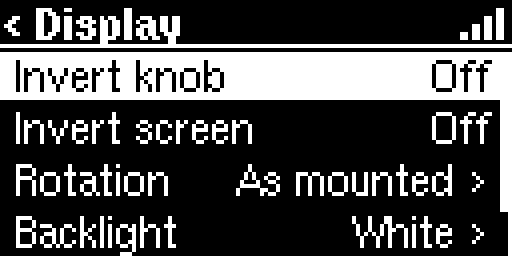 < Display
Invert knob Off
Invert screen Off
Rotation As mounted >
Backlight White >